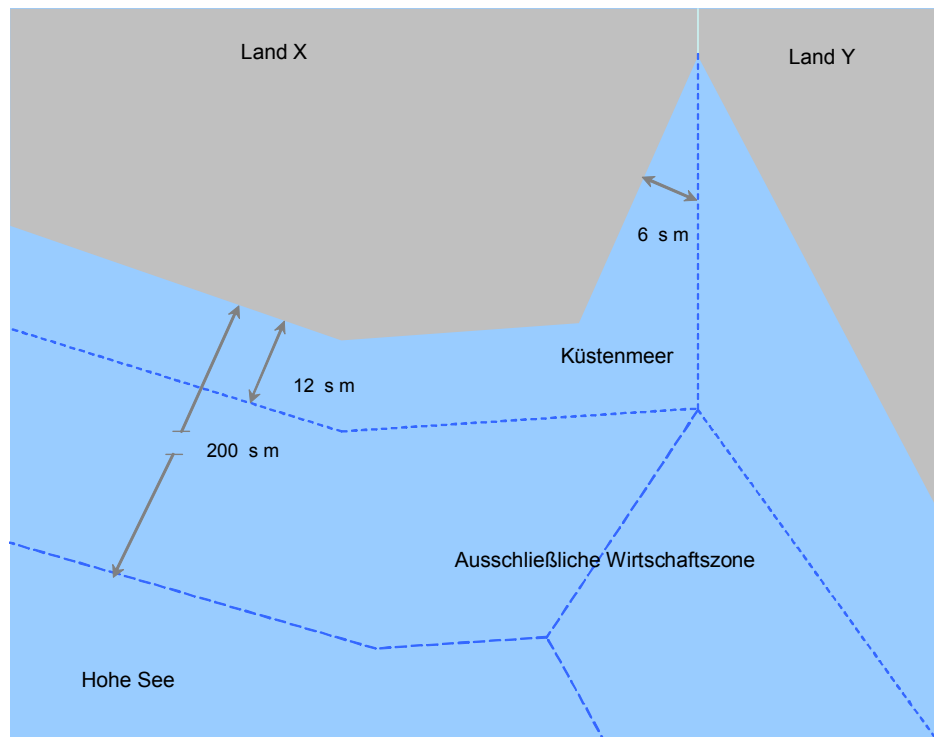 Land X
Land Y
6 s m
Küstenmeer
12 s m
200 s m
Ausschließliche Wirtschaftszone
Hohe See